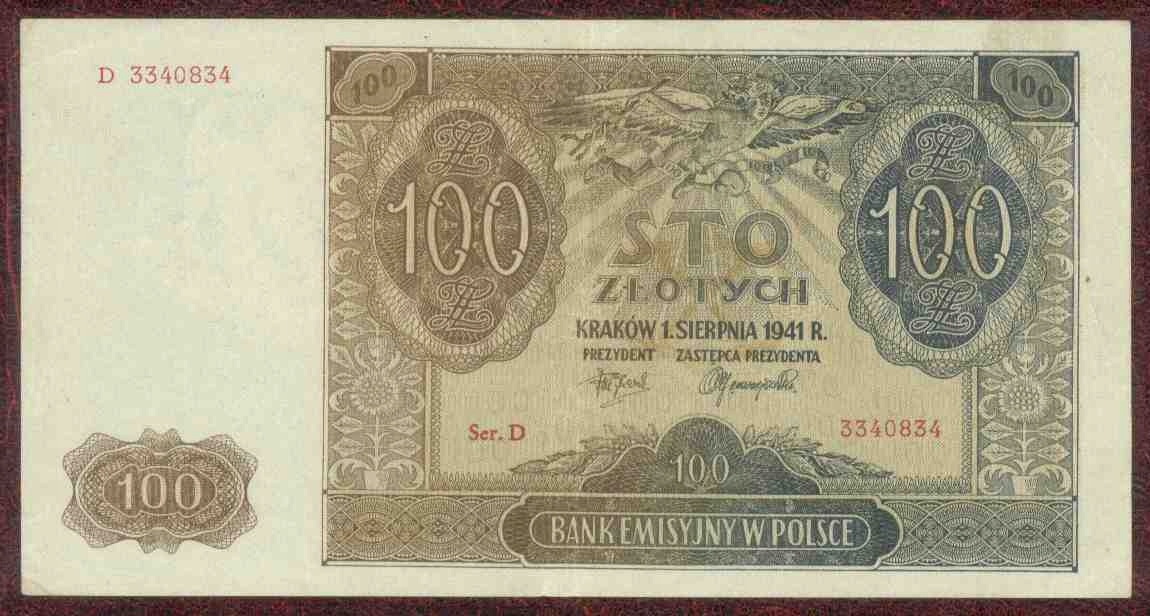 D 3340834
100
100
100
100
STO
ZŁOTYCH
KRAKÓW 1. SIERPNIA 1941 R.
PREZYDENT ZASTĘPCA PREZYDENTA
Ser. D
3340834
100
100
BANK EMISYJNY W POLSCE